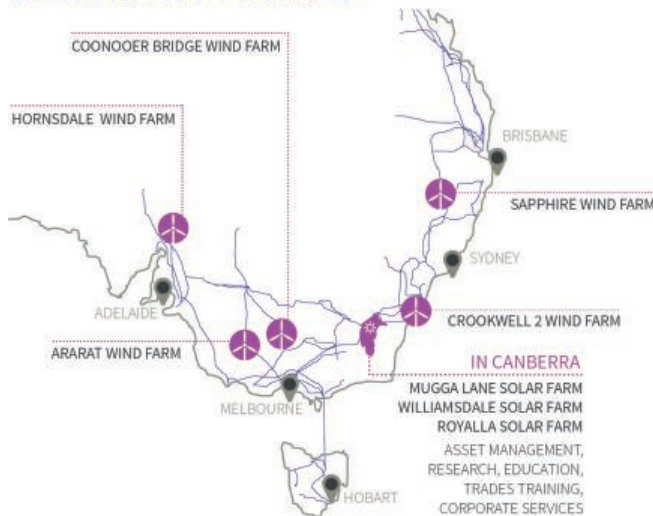 COONOOER BRIDGE WIND FARM
HORNSDALE WIND FARM
BRISBANE
SAPPHIRE WIND FARM
SYDNEY
ADELAIDE
CROOKWELL 2 WIND FARM
ARARAT WIND FARM
IN CANBERRA
MUGGA LANE SOLAR FARM
WILLIAMSDALE SOLAR FARM
ROYALLA SOLAR FARM
MELBOURNE
ASSET MANAGEMENT,
RESEARCH, EDUCATION,
TRADES TRAINING,
CORPORATE SERVICES
HOBART